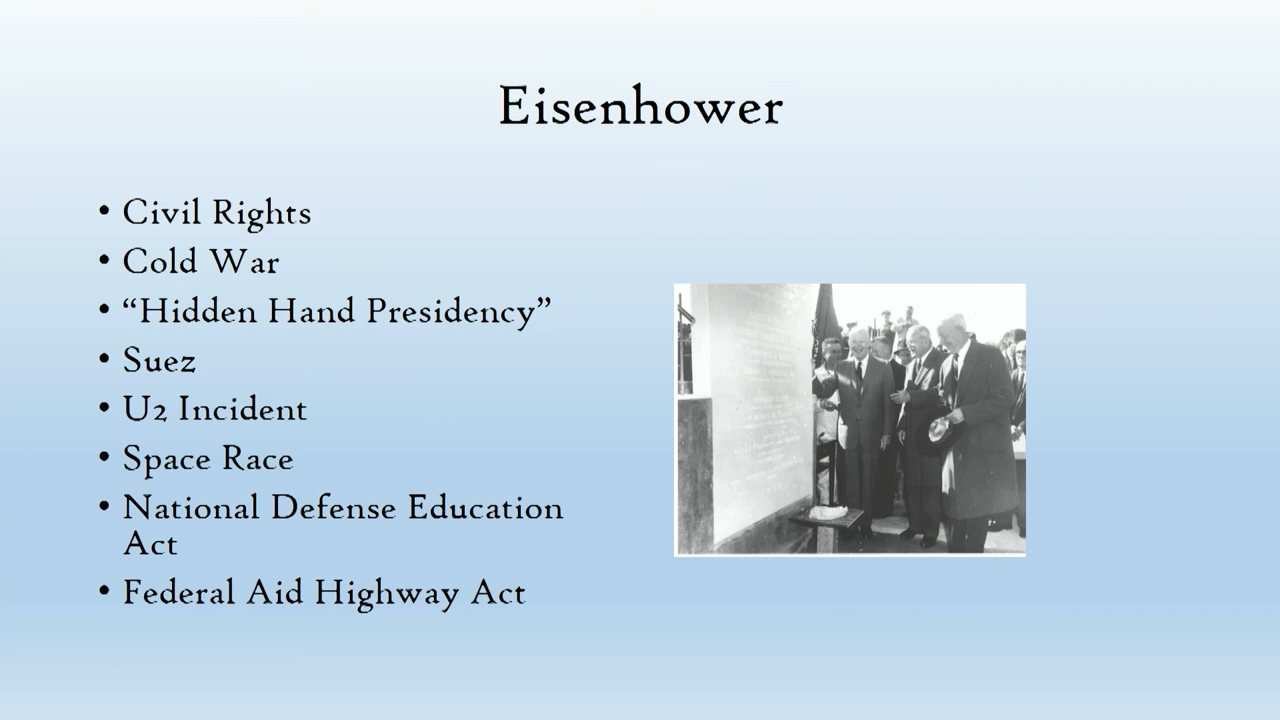 Eisenhower
• Civil Rights
• Cold War
• “Hidden Hand Presidency”
• Suez
• U2 Incident
• Space Race
• National Defense Education
Act
• Federal Aid Highway Act